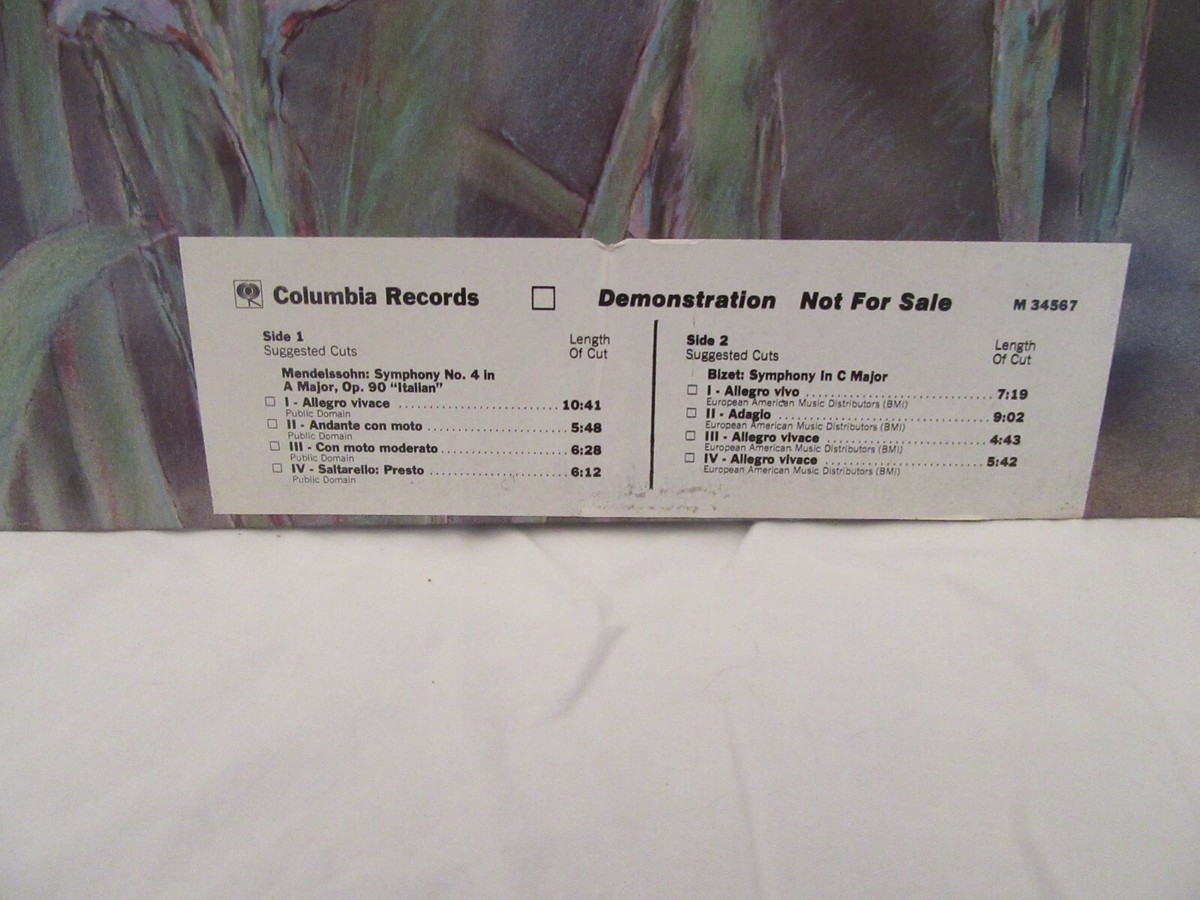 Columbia Records Demonstration Not For Sale M 34567
Side 1
Suggested Cuts
Length
Of Cut
Mendelssohn: Symphony No. 4 in
A Major, Op. 90 "Italian"
I - Allegro vivace 10:41
Public Domain
II - Andante con moto 5:48
Public Domain
III - Con moto moderato 6:28
Public Domain
IV - Saltarello: Presto 6:12
Public Domain
Side 2
Suggested Cuts
Length
Of Cut
Bizet: Symphony in C Major
I - Allegro vivo 7:19
European American Music Distributors (BMI)
II - Adagio 9:02
European American Music Distributors (BMI)
III - Allegro vivace 4:43
European American Music Distributors (BMI)
IV - Allegro vivace 5:42
European American Music Distributors (BMI)